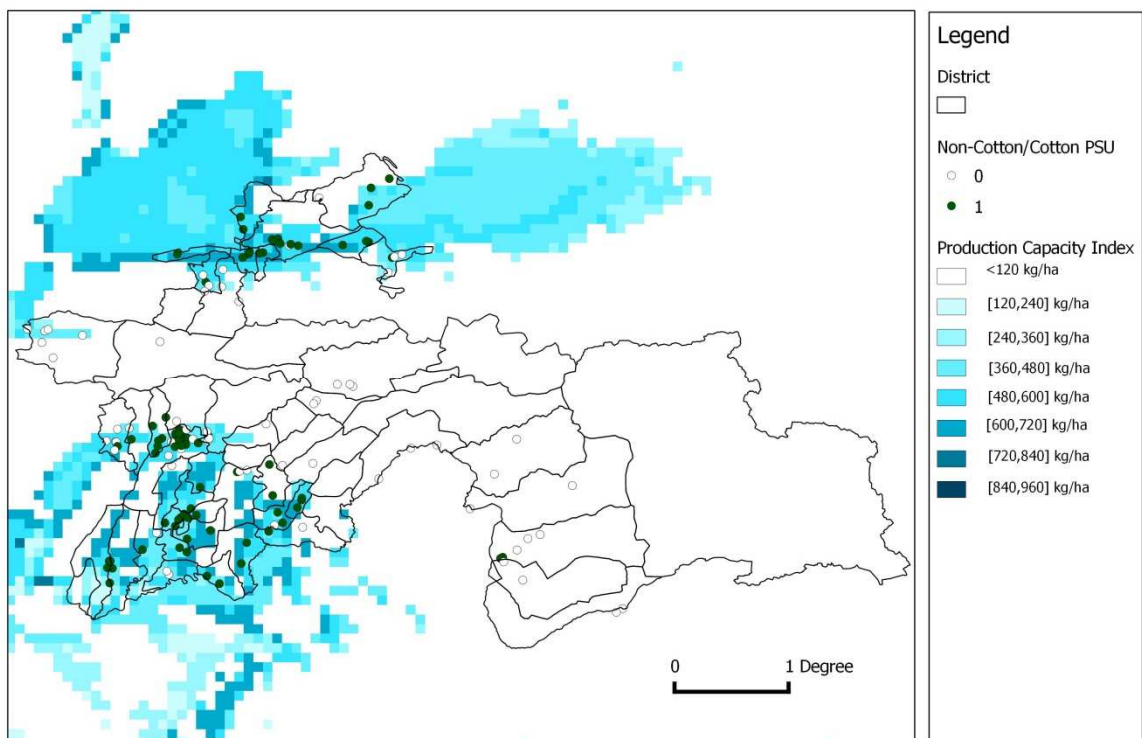 Legend
District
Non-Cotton/Cotton PSU
0
1
Production Capacity Index
<120 kg/ha
[120,240] kg/ha
[240,360] kg/ha
[360,480] kg/ha
[480,600] kg/ha
[600,720] kg/ha
[720,840] kg/ha
[840,960] kg/ha
0 1 Degree